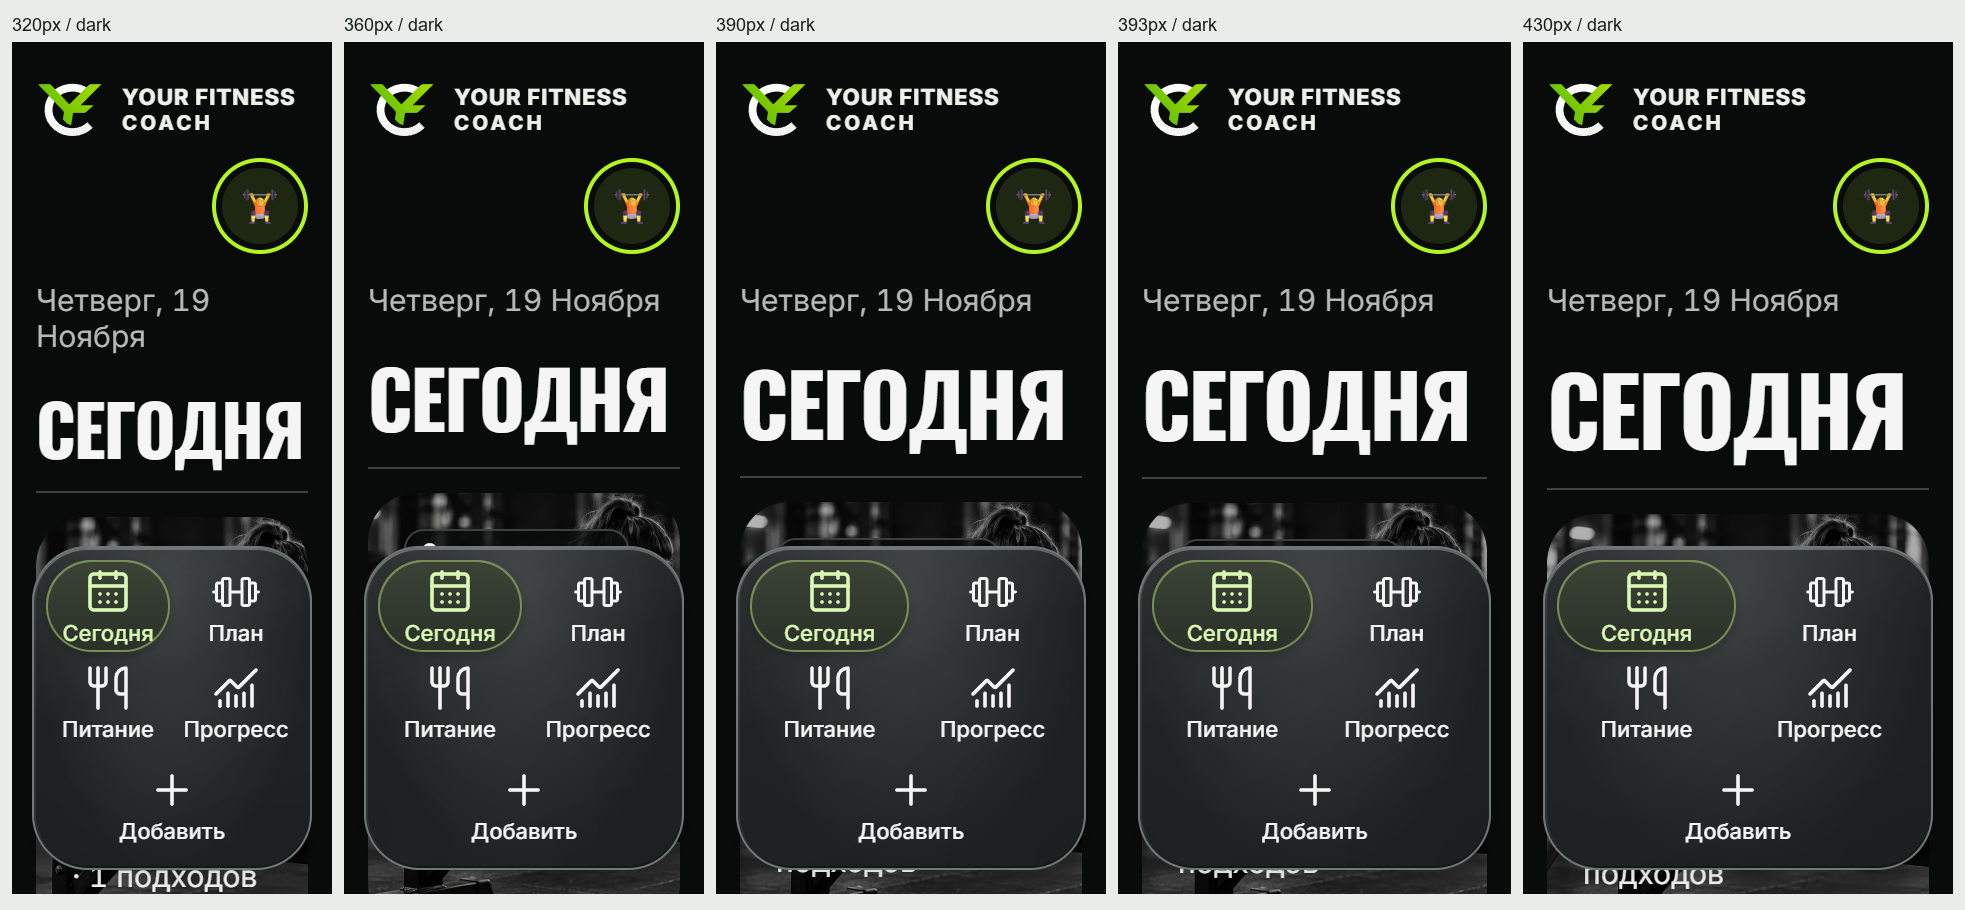 320px / dark
YOUR FITNESS
COACH
Четверг, 19
Ноября
СЕГОДНЯ
Сегодня
План
Питание
Прогресс
Добавить
· 1 подходов
360px / dark
YOUR FITNESS
COACH
Четверг, 19 Ноября
СЕГОДНЯ
Сегодня
План
Питание
Прогресс
Добавить
390px / dark
YOUR FITNESS
COACH
Четверг, 19 Ноября
СЕГОДНЯ
Сегодня
План
Питание
Прогресс
Добавить
подходов
393px / dark
YOUR FITNESS
COACH
Четверг, 19 Ноября
СЕГОДНЯ
Сегодня
План
Питание
Прогресс
Добавить
подходов
430px / dark
YOUR FITNESS
COACH
Четверг, 19 Ноября
СЕГОДНЯ
Сегодня
План
Питание
Прогресс
Добавить
подходов